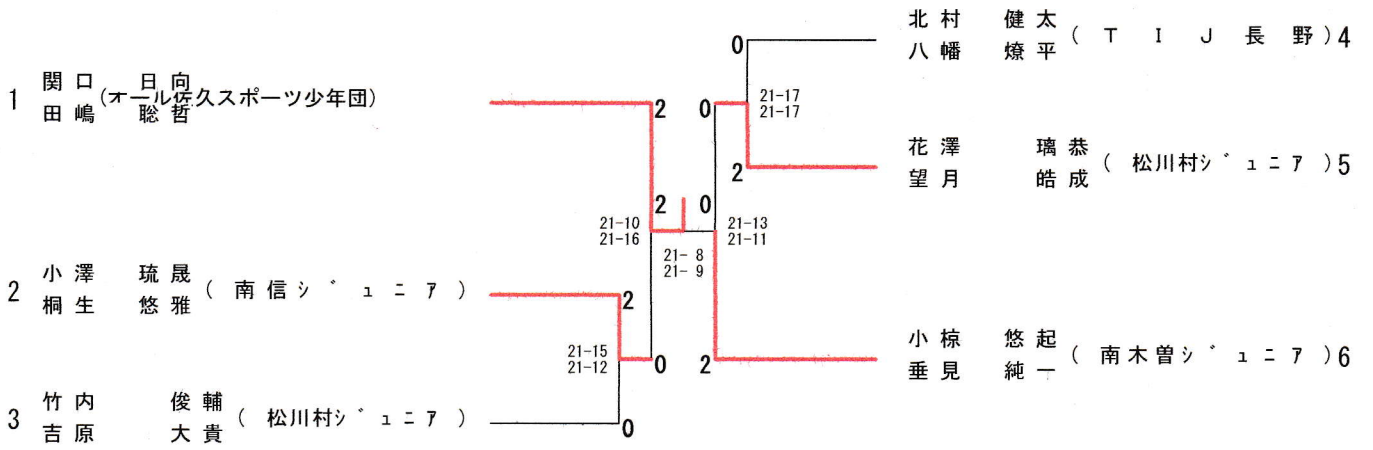 北村 健太
八幡 燎平
(TIJ長野) 4
0
1
関口 日向
田嶋 聡哲
(オール佐久スポーツ少年団)
2 0
21-17
21-17
花澤 璃恭
望月 皓成
(松川村ジュニア) 5
2
2 0
21-10
21-16
21-13
21-11
21- 8
21- 9
2
小澤 琉晟
桐生 悠雅
(南信ジュニア)
2
21-15
21-12
0 2
小椋 悠起
垂見 純一
(南木曽ジュニア) 6
3
竹内 俊輔
吉原 大貴
(松川村ジュニア)
0